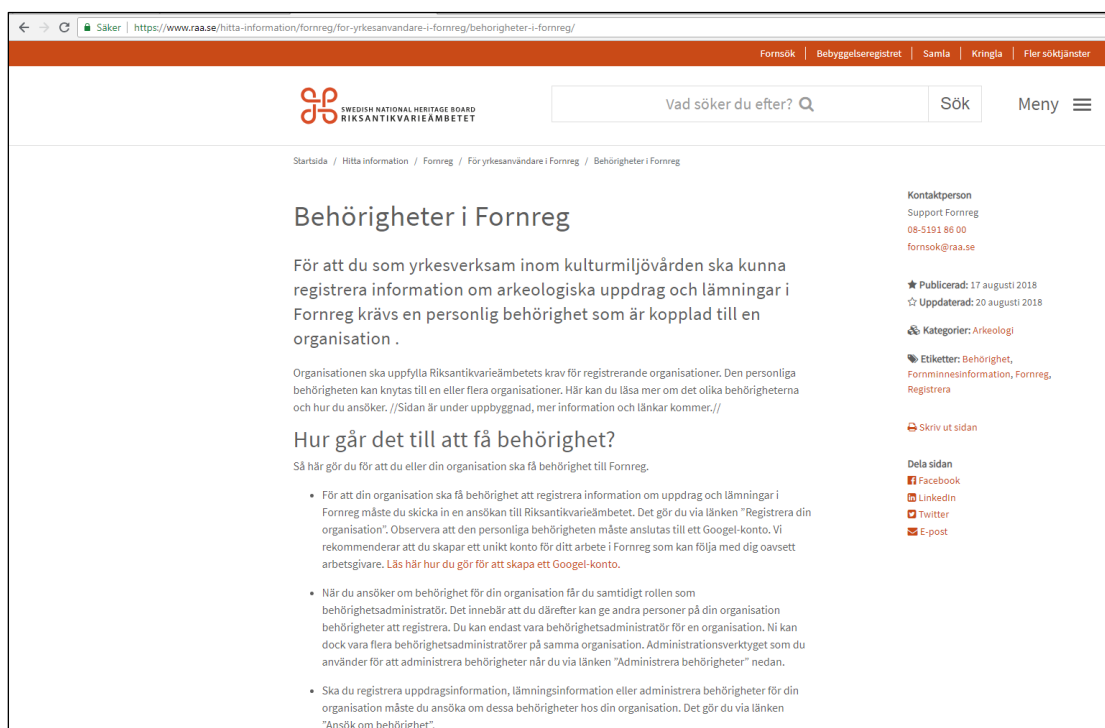 Säker | https://www.raa.se/hitta-information/fornreg/for-yrkesanvandare-i-fornreg/behorigheter-i-fornreg/
Fornsök | Bebyggelseregistret | Samla | Kringla | Fler söktjänster
SWEDISH NATIONAL HERITAGE BOARD
RIKSANTIKVARIEÄMBETET
Vad söker du efter?
Sök
Meny
Startsida / Hitta information / Fornreg / För yrkesanvändare i Fornreg / Behörigheter i Fornreg
Behörigheter i Fornreg
För att du som yrkesverksam inom kulturmiljövården ska kunna
registrera information om arkeologiska uppdrag och lämningar i
Fornreg krävs en personlig behörighet som är kopplad till en
organisation .
Organisationen ska uppfylla Riksantikvarieämbetets krav för registrerande organisationer. Den personliga
behörigheten kan knytas till en eller flera organisationer. Här kan du läsa mer om det olika behörigheterna
och hur du ansöker. //Sidan är under uppbyggnad, mer information och länkar kommer.//
Hur går det till att få behörighet?
Så här gör du för att du eller din organisation ska få behörighet till Fornreg.
• För att din organisation ska få behörighet att registrera information om uppdrag och lämningar i
Fornreg måste du skicka in en ansökan till Riksantikvarieämbetet. Det gör du via länken "Registrera din
organisation". Observera att den personliga behörigheten måste anslutas till ett Googel-konto. Vi
rekommenderar att du skapar ett unikt konto för ditt arbete i Fornreg som kan följa med dig oavsett
arbetsgivare. Läs här hur du gör för att skapa ett Googel-konto.
• När du ansöker om behörighet för din organisation får du samtidigt rollen som
behörighetsadministratör. Det innebär att du därefter kan ge andra personer på din organisation
behörigheter att registrera. Du kan endast vara behörighetsadministratör för en organisation. Ni kan
dock vara flera behörighetsadministratörer på samma organisation. Administrationsverktyget som du
använder för att administrera behörigheter når du via länken "Administrera behörigheter" nedan.
• Ska du registrera uppdragsinformation, lämningsinformation eller administrera behörigheter för din
organisation måste du ansöka om dessa behörigheter hos din organisation. Det gör du via länken
"Ansök om behörighet".
Kontaktperson
Support Fornreg
08-5191 86 00
fornsok@raa.se
Publicerad: 17 augusti 2018
Uppdaterad: 20 augusti 2018
Kategorier: Arkeologi
Etiketter: Behörighet,
Fornminnesinformation, Fornreg,
Registrera
Skriv ut sidan
Dela sidan
Facebook
LinkedIn
Twitter
E-post